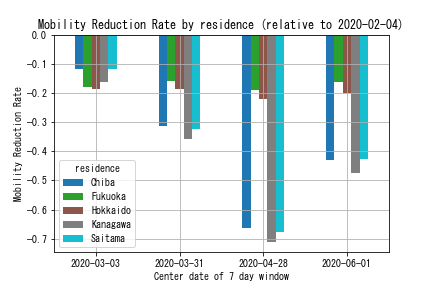 Mobility Reduction Rate by residence (relative to 2020-02-04)
0.0
−0.1
−0.2
−0.3
−0.4
−0.5
−0.6
−0.7
Mobility Reduction Rate
residence
Chiba
Fukuoka
Hokkaido
Kanagawa
Saitama
2020-03-03 2020-03-31 2020-04-28 2020-06-01
Center date of 7 day window